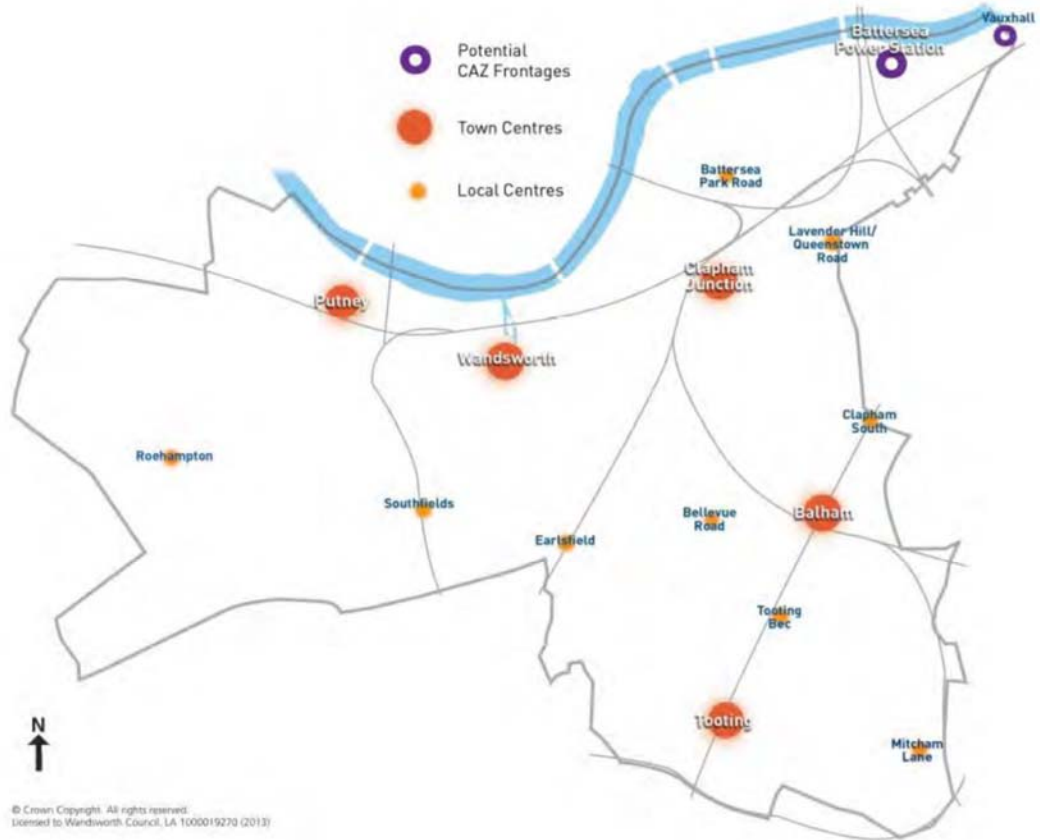 Vauxhall
Battersea
Power Station
Potential
CAZ Frontages
Town Centres
Local Centres
Battersea
Park Road
Lavender Hill/
Queenstown
Road
Clapham
Junction
Putney
Wandsworth
Clapham
South
Roehampton
Southfields
Bellevue
Road
Balham
Earlsfield
Tooting
Bec
Tooting
N
Mitcham
Lane
© Crown Copyright. All rights reserved.
Licensed to Wandsworth Council, LA 1000019270 (2013)